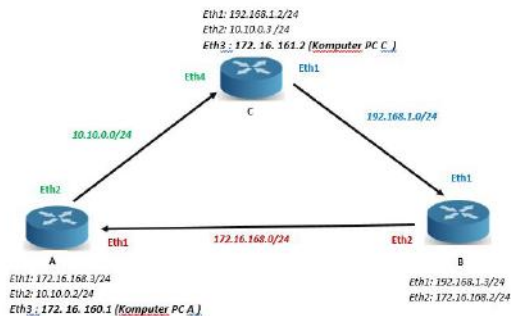 Eth1: 192.168.1.2/24
Eth2: 10.10.0.3 /24
Eth3 : 172. 16. 161.2 (Komputer PC C )
Eth4
Eth1
C
10.10.0.0/24
192.168.1.0/24
Eth2
Eth1
Eth1
172.16.168.0/24
Eth2
A
B
Eth1: 172.16.168.3/24
Eth2: 10.10.0.2/24
Eth3 : 172. 16. 160.1 (Komputer PC A )
Eth1: 192.168.1.3/24
Eth2: 172.16.168.2/24